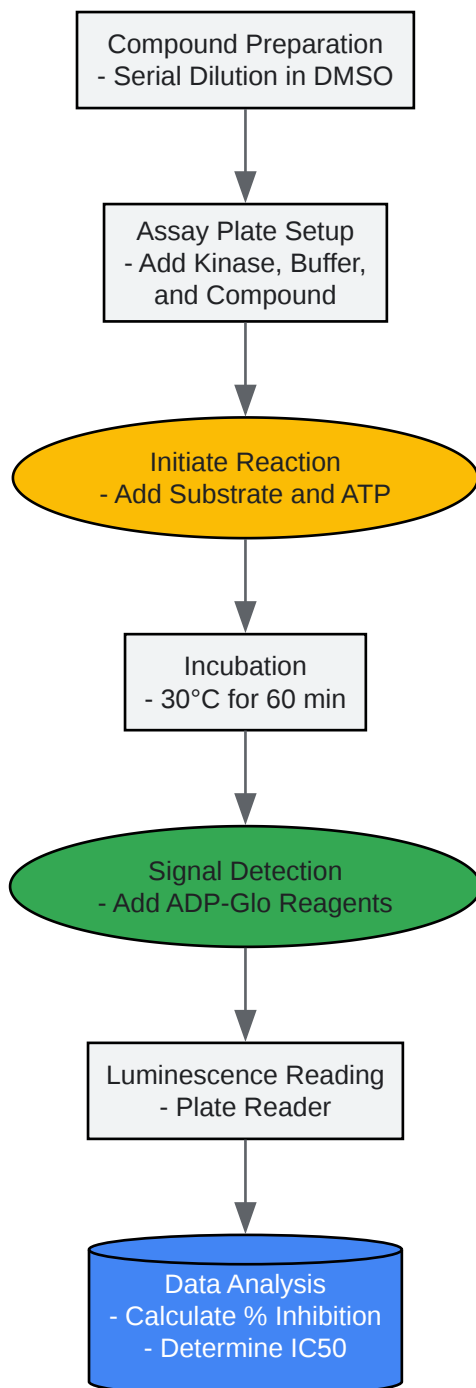 Compound Preparation
- Serial Dilution in DMSO
Assay Plate Setup
- Add Kinase, Buffer,
and Compound
Initiate Reaction
- Add Substrate and ATP
Incubation
- 30°C for 60 min
Signal Detection
- Add ADP-Glo Reagents
Luminescence Reading
- Plate Reader
Data Analysis
- Calculate % Inhibition
- Determine IC50